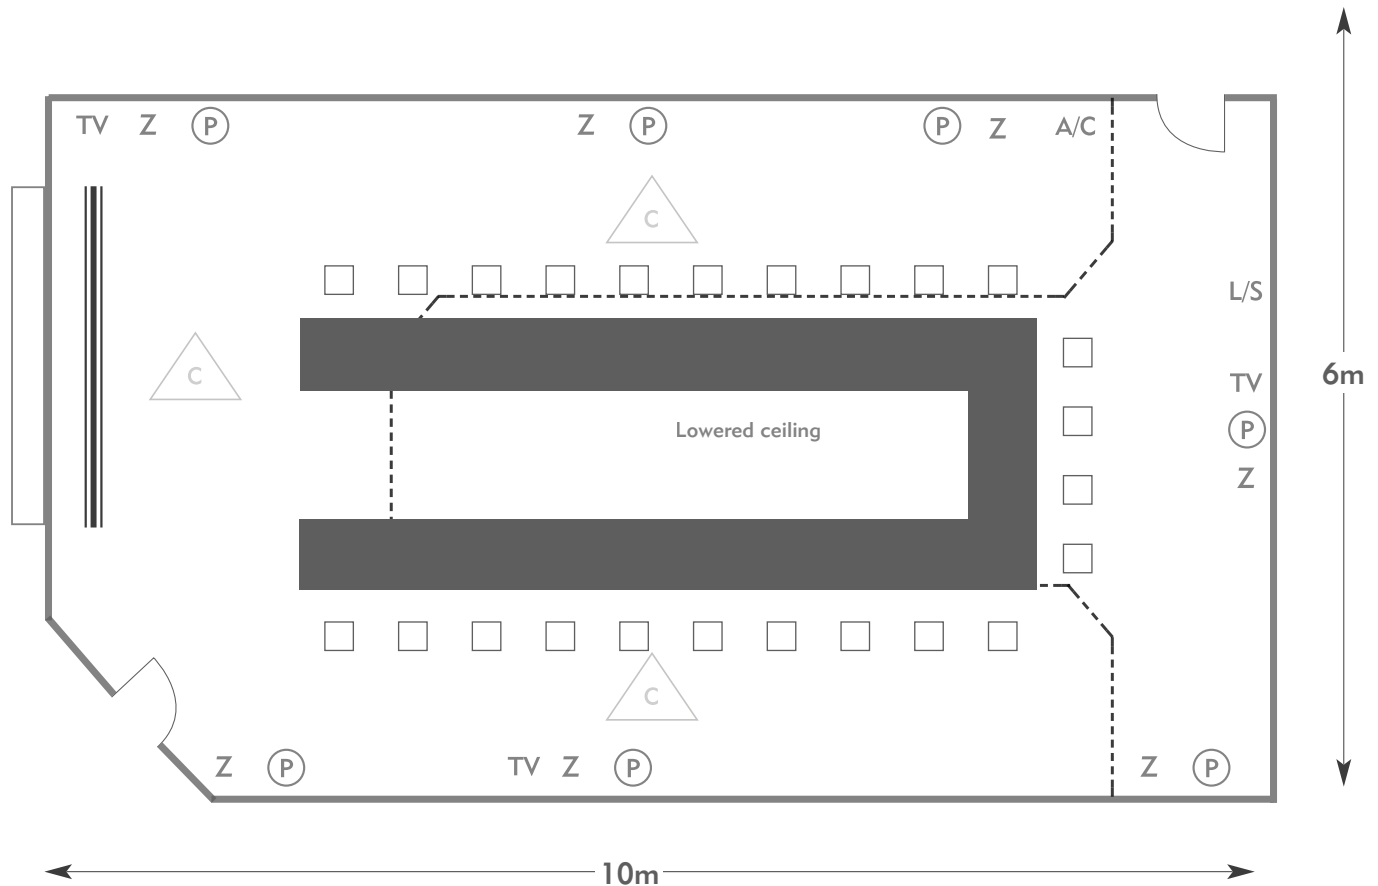 TV Z P Z P P Z A/C
C
L/S
C
6m
TV
Lowered ceiling
P
Z
C
Z P TV Z P Z P
10m